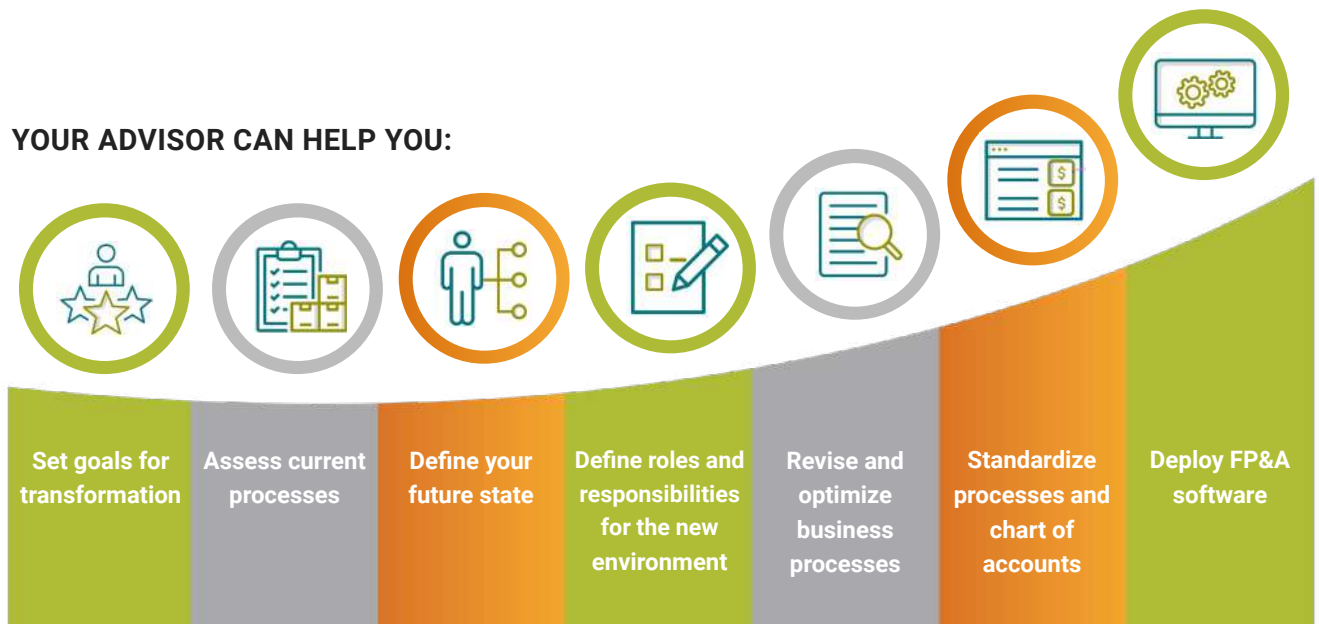 YOUR ADVISOR CAN HELP YOU:
Set goals for
transformation
Assess current
processes
Define your
future state
Define roles and
responsibilities
for the new
environment
Revise and
optimize
business
processes
Standardize
processes and
chart of
accounts
Deploy FP&A
software
$
$